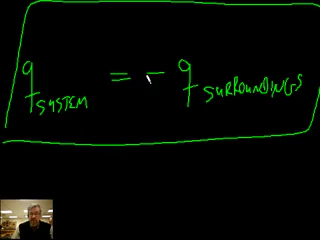 q SYSTEM = - q SURROUNDINGS